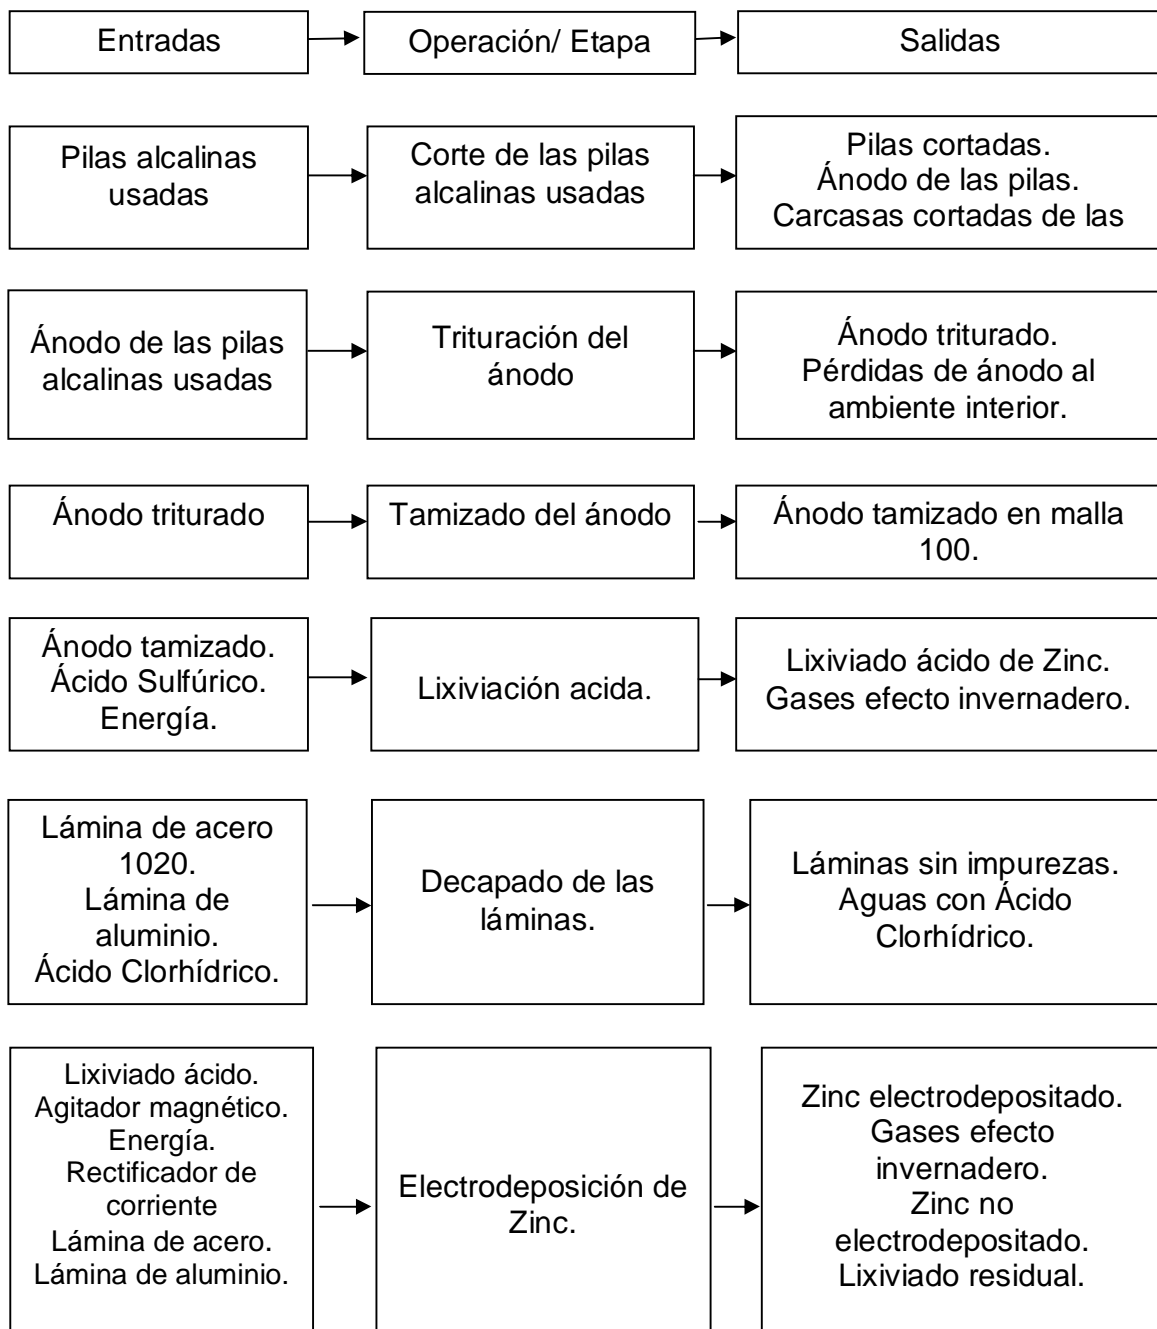 Entradas
Operación/ Etapa
Salidas
Pilas alcalinas
usadas
Corte de las pilas
alcalinas usadas
Pilas cortadas.
Ánodo de las pilas.
Carcasas cortadas de las
Ánodo de las pilas
alcalinas usadas
Trituración del
ánodo
Ánodo triturado.
Pérdidas de ánodo al
ambiente interior.
Ánodo triturado
Tamizado del ánodo
Ánodo tamizado en malla
100.
Ánodo tamizado.
Ácido Sulfúrico.
Energía.
Lixiviación acida.
Lixiviado ácido de Zinc.
Gases efecto invernadero.
Lámina de acero
1020.
Lámina de
aluminio.
Ácido Clorhídrico.
Decapado de las
láminas.
Láminas sin impurezas.
Aguas con Ácido
Clorhídrico.
Lixiviado ácido.
Agitador magnético.
Energía.
Rectificador de
corriente
Lámina de acero.
Lámina de aluminio.
Electrodeposición de
Zinc.
Zinc electrodepositado.
Gases efecto
invernadero.
Zinc no
electrodepositado.
Lixiviado residual.